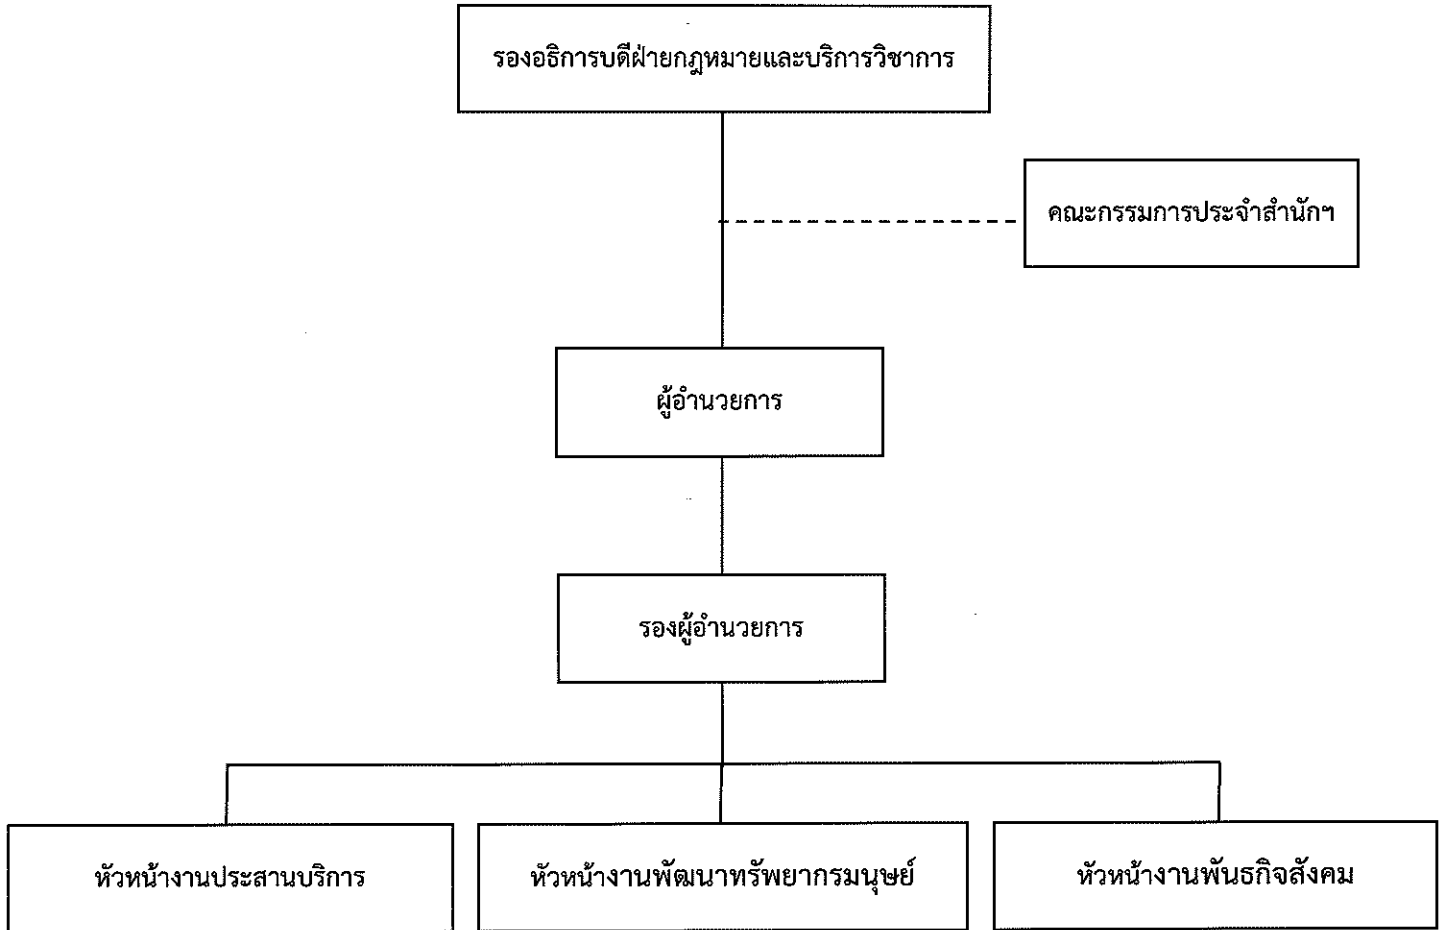 รองอธิการบดีฝ่ายกฎหมายและบริการวิชาการ
คณะกรรมการประจำสำนักฯ
ผู้อำนวยการ
รองผู้อำนวยการ
หัวหน้างานประสานบริการ
หัวหน้างานพัฒนาทรัพยากรมนุษย์
หัวหน้างานพันธกิจสังคม